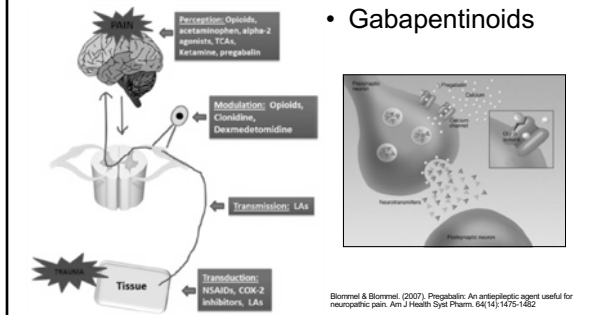 PAIN
Perception: Opioids,
acetaminophen, alpha-2
agonists, TCAs,
Ketamine, pregabalin
Modulation: Opioids,
Clonidine,
Dexmedetomidine
Transmission: LAs
TRAUMA
Tissue
Transduction:
NSAIDs, COX-2
inhibitors, LAs
• Gabapentinoids
Presynaptic
neuron
Pregabalin
Calcium
Calcium
channel
Neurotransmitters
Postsynaptic neuron
Blommel & Blommel. (2007). Pregabalin: An antiepileptic agent useful for
neuropathic pain. Am J Health Syst Pharm. 64(14):1475-1482